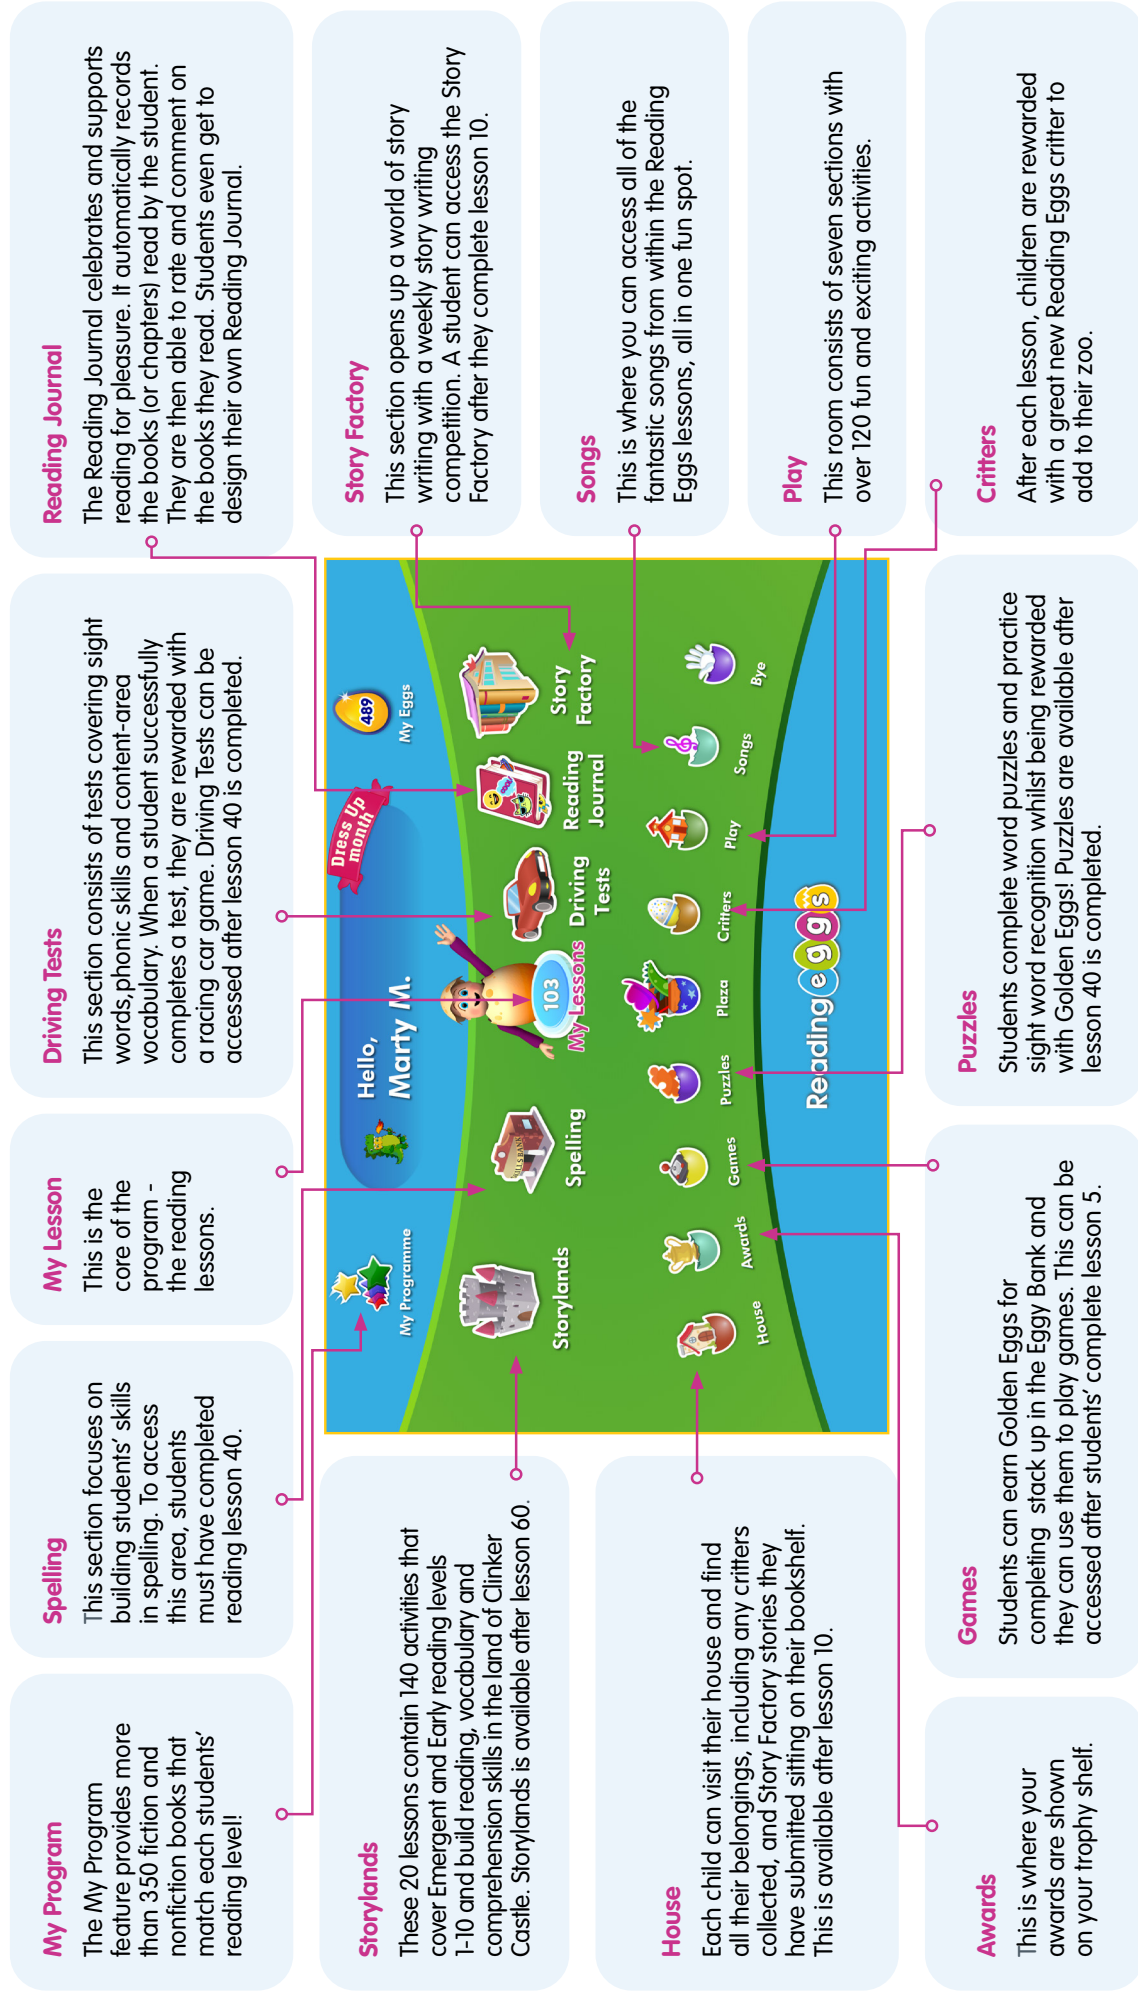 My Program
The My Program
feature provides more
than 350 fiction and
nonfiction books that
match each students’
reading level!
Spelling
This section focuses on
building students’ skills
in spelling. To access
this area, students
must have completed
reading lesson 40.
My Lesson
This is the
core of the
program -
the reading
lessons.
Driving Tests
This section consists of tests covering sight
words,phonic skills and content-area
vocabulary. When a student successfully
completes a test, they are rewarded with
a racing car game. Driving Tests can be
accessed after lesson 40 is completed.
Reading Journal
The Reading Journal celebrates and supports
reading for pleasure. It automatically records
the books (or chapters) read by the student.
They are then able to rate and comment on
the books they read. Students even get to
design their own Reading Journal.
Storylands
These 20 lessons contain 140 activities that
cover Emergent and Early reading levels
1-10 and build reading, vocabulary and
comprehension skills in the land of Clinker
Castle. Storylands is available after lesson 60.
House
Each child can visit their house and find
all their belongings, including any critters
collected, and Story Factory stories they
have submitted sitting on their bookshelf.
This is available after lesson 10.
My Programme
Hello,
Marty M.
Dress Up
month
489
My Eggs
Storylands
SKILLS BANK
Spelling
103
My Lessons
Driving
Tests
Reading
Journal
Story
Factory
House
Awards
Games
Puzzles
Plaza
Critters
Play
Songs
Bye
Reading eggs
Story Factory
This section opens up a world of story
writing with a weekly story writing
competition. A student can access the Story
Factory after they complete lesson 10.
Songs
This is where you can access all of the
fantastic songs from within the Reading
Eggs lessons, all in one fun spot.
Play
This room consists of seven sections with
over 120 fun and exciting activities.
Awards
This is where your
awards are shown
on your trophy shelf.
Games
Students can earn Golden Eggs for
completing  stack up in the Eggy Bank and
they can use them to play games. This can be
accessed after students’ complete lesson 5.
Puzzles
Students complete word puzzles and practice
sight word recognition whilst being rewarded
with Golden Eggs! Puzzles are available after
lesson 40 is completed.
Critters
After each lesson, children are rewarded
with a great new Reading Eggs critter to
add to their zoo.